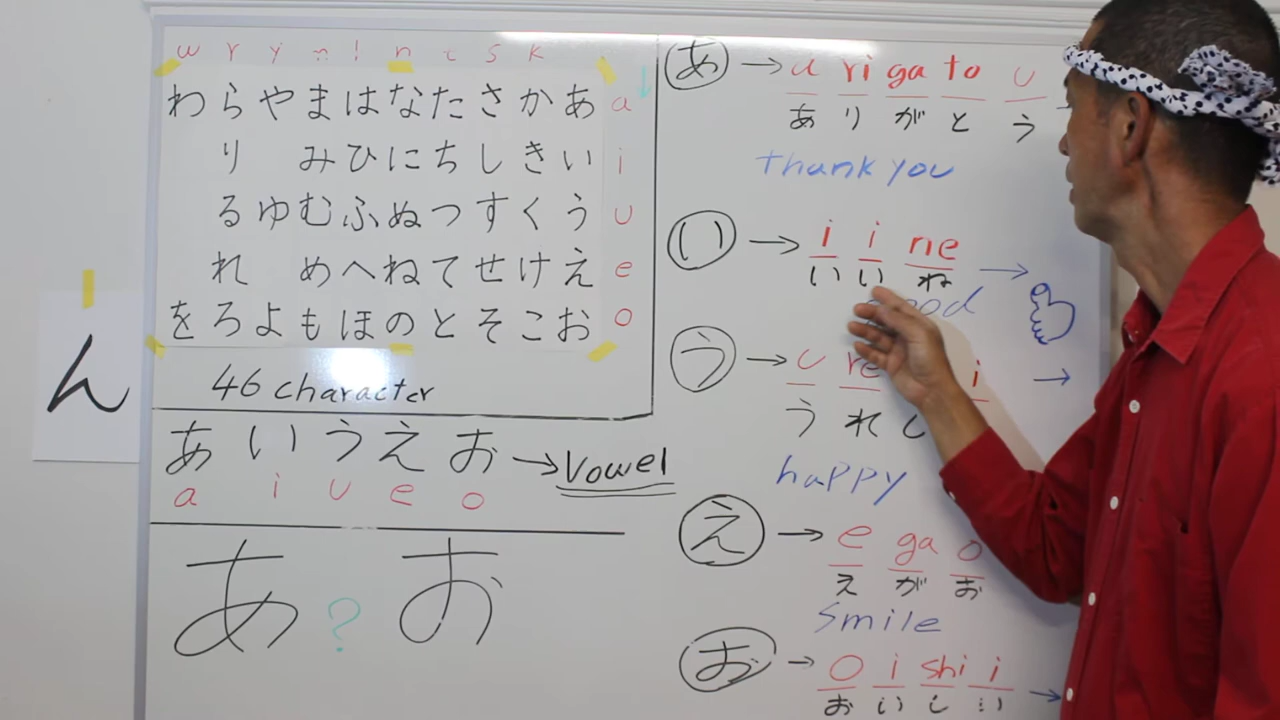 w r y m n t s k
わらやまはなたさかあ a
り みひにちしきい i
るゆむふぬつすくう u
れ めへねてせけえ e
をろよもほのとそこお o
46 character
ん
あ い う え お → Vowel
a i u e o
あ ? お
あ → a ri ga to u
あ り が と う
thank you
い → i i ne →
い い ね
う → u re i →
う れ し
happy
え → e ga o
え が お
smile
お → o i shi i →
お い し い